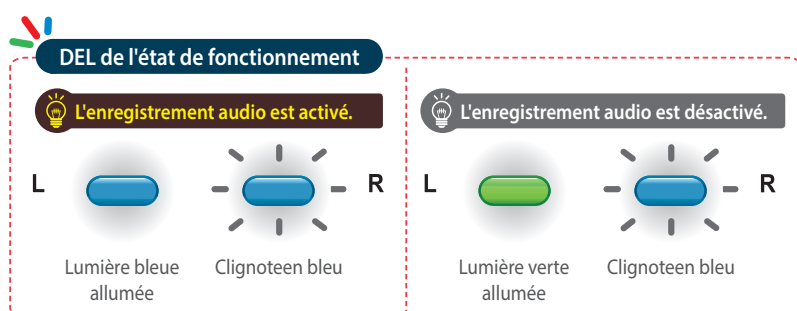 DEL de l'état de fonctionnement
L'enregistrement audio est activé.
L R
Lumière bleue allumée
Clignoteen bleu
L'enregistrement audio est désactivé.
L R
Lumière verte allumée
Clignoteen bleu